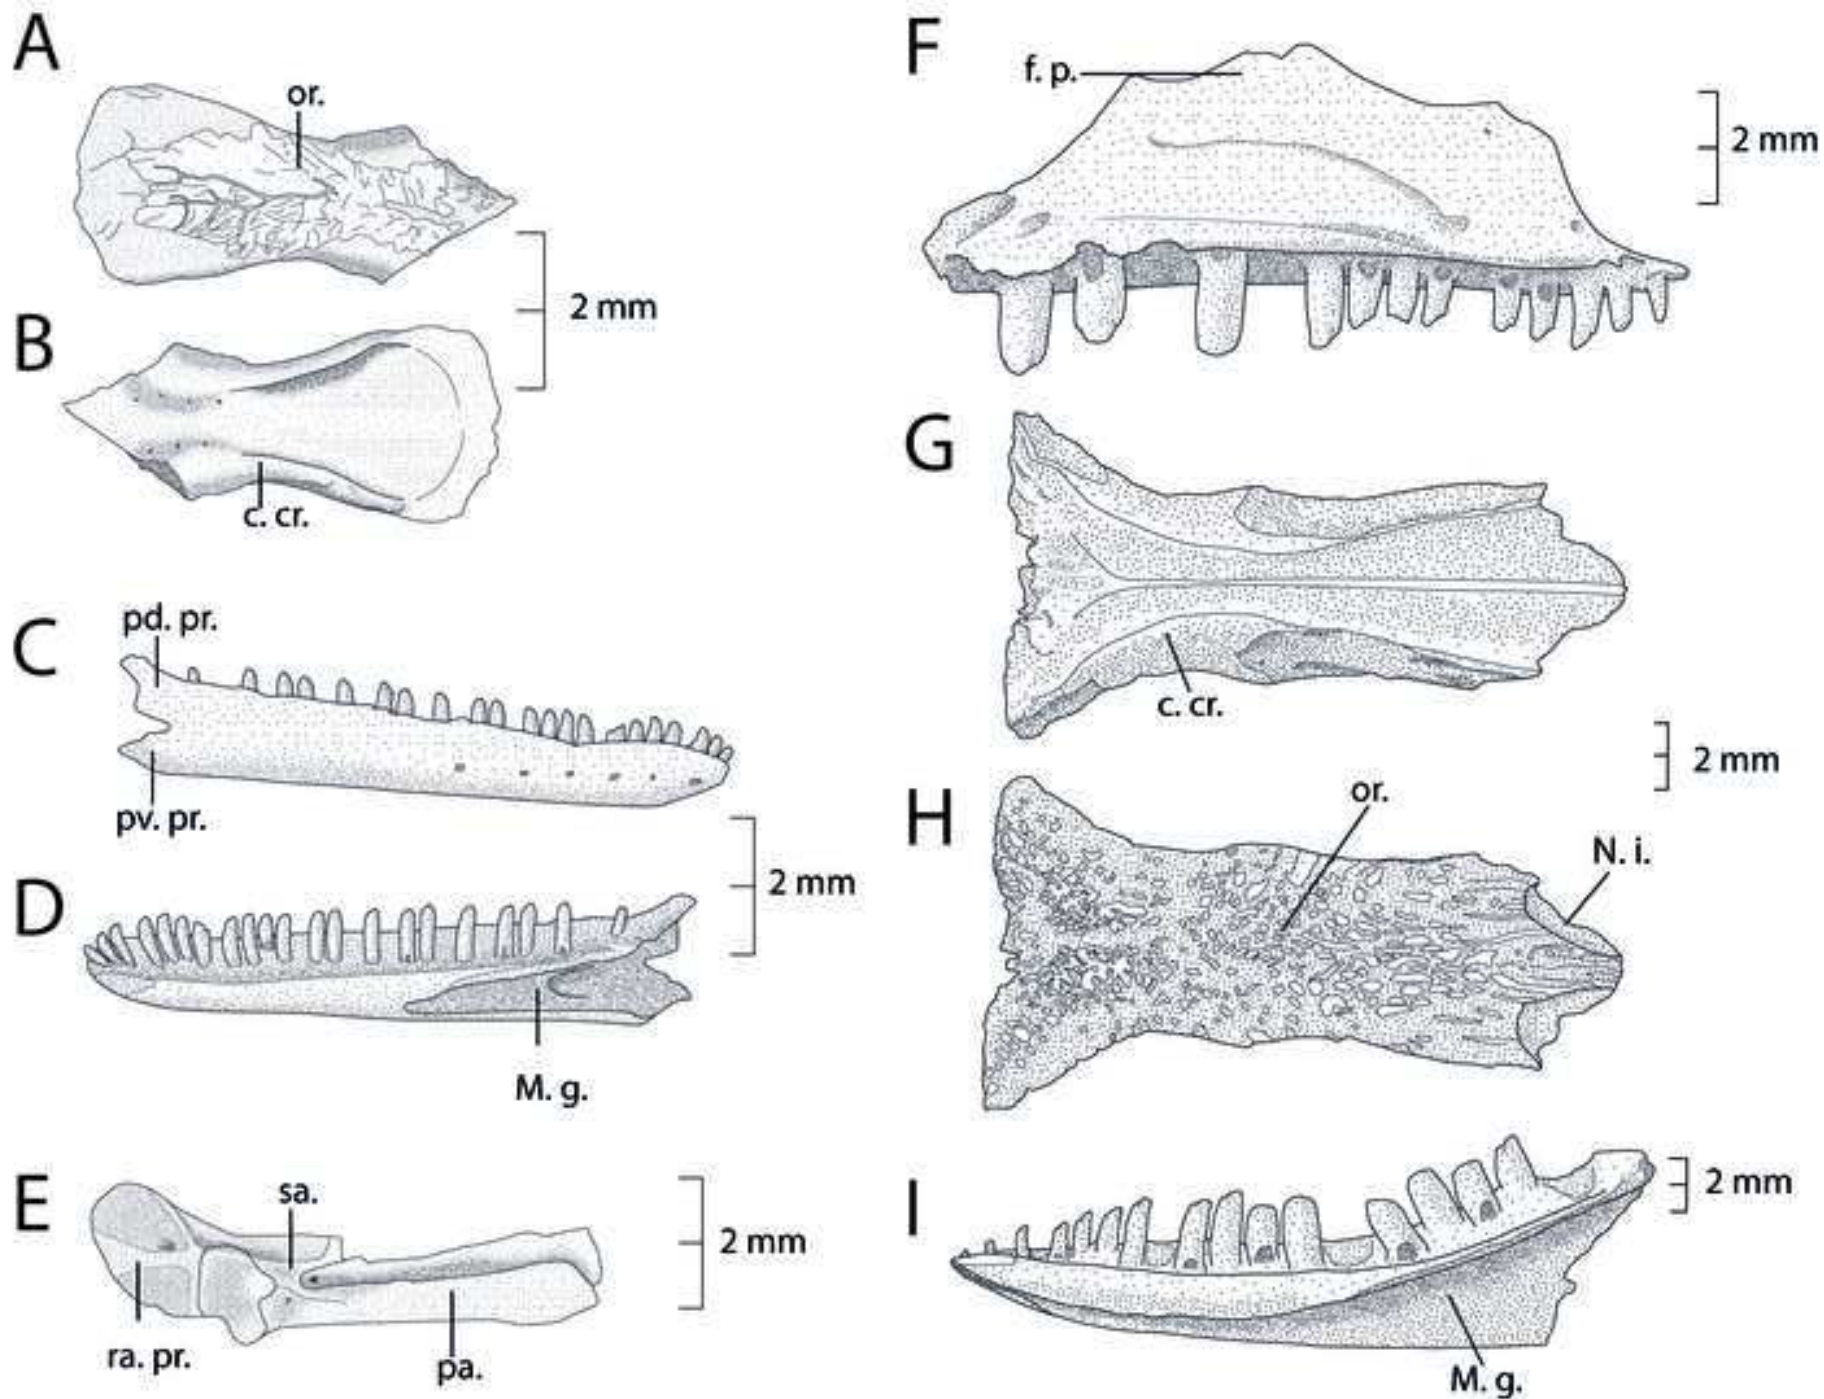 A
or.
2 mm
B
c. cr.
C
pd. pr.
pv. pr.
2 mm
D
M. g.
E
sa.
2 mm
ra. pr.
pa.
F
f. p.
2 mm
G
c. cr.
2 mm
H
or.
N. i.
I
2 mm
M. g.